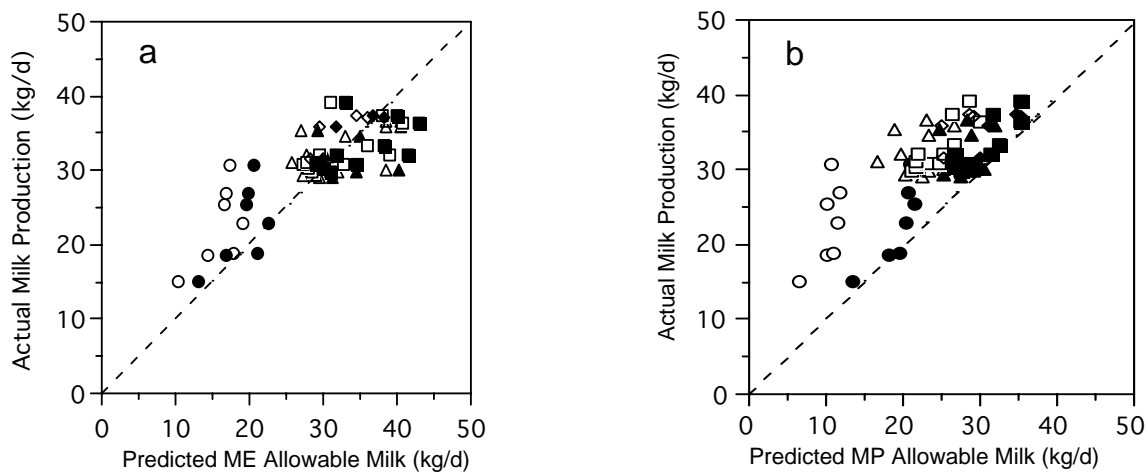 a
Actual Milk Production (kg/d)
50
40
30
20
10
0
0 10 20 30 40 50
Predicted ME Allowable Milk (kg/d)
b
Actual Milk Production (kg/d)
50
40
30
20
10
0
0 10 20 30 40 50
Predicted MP Allowable Milk (kg/d)